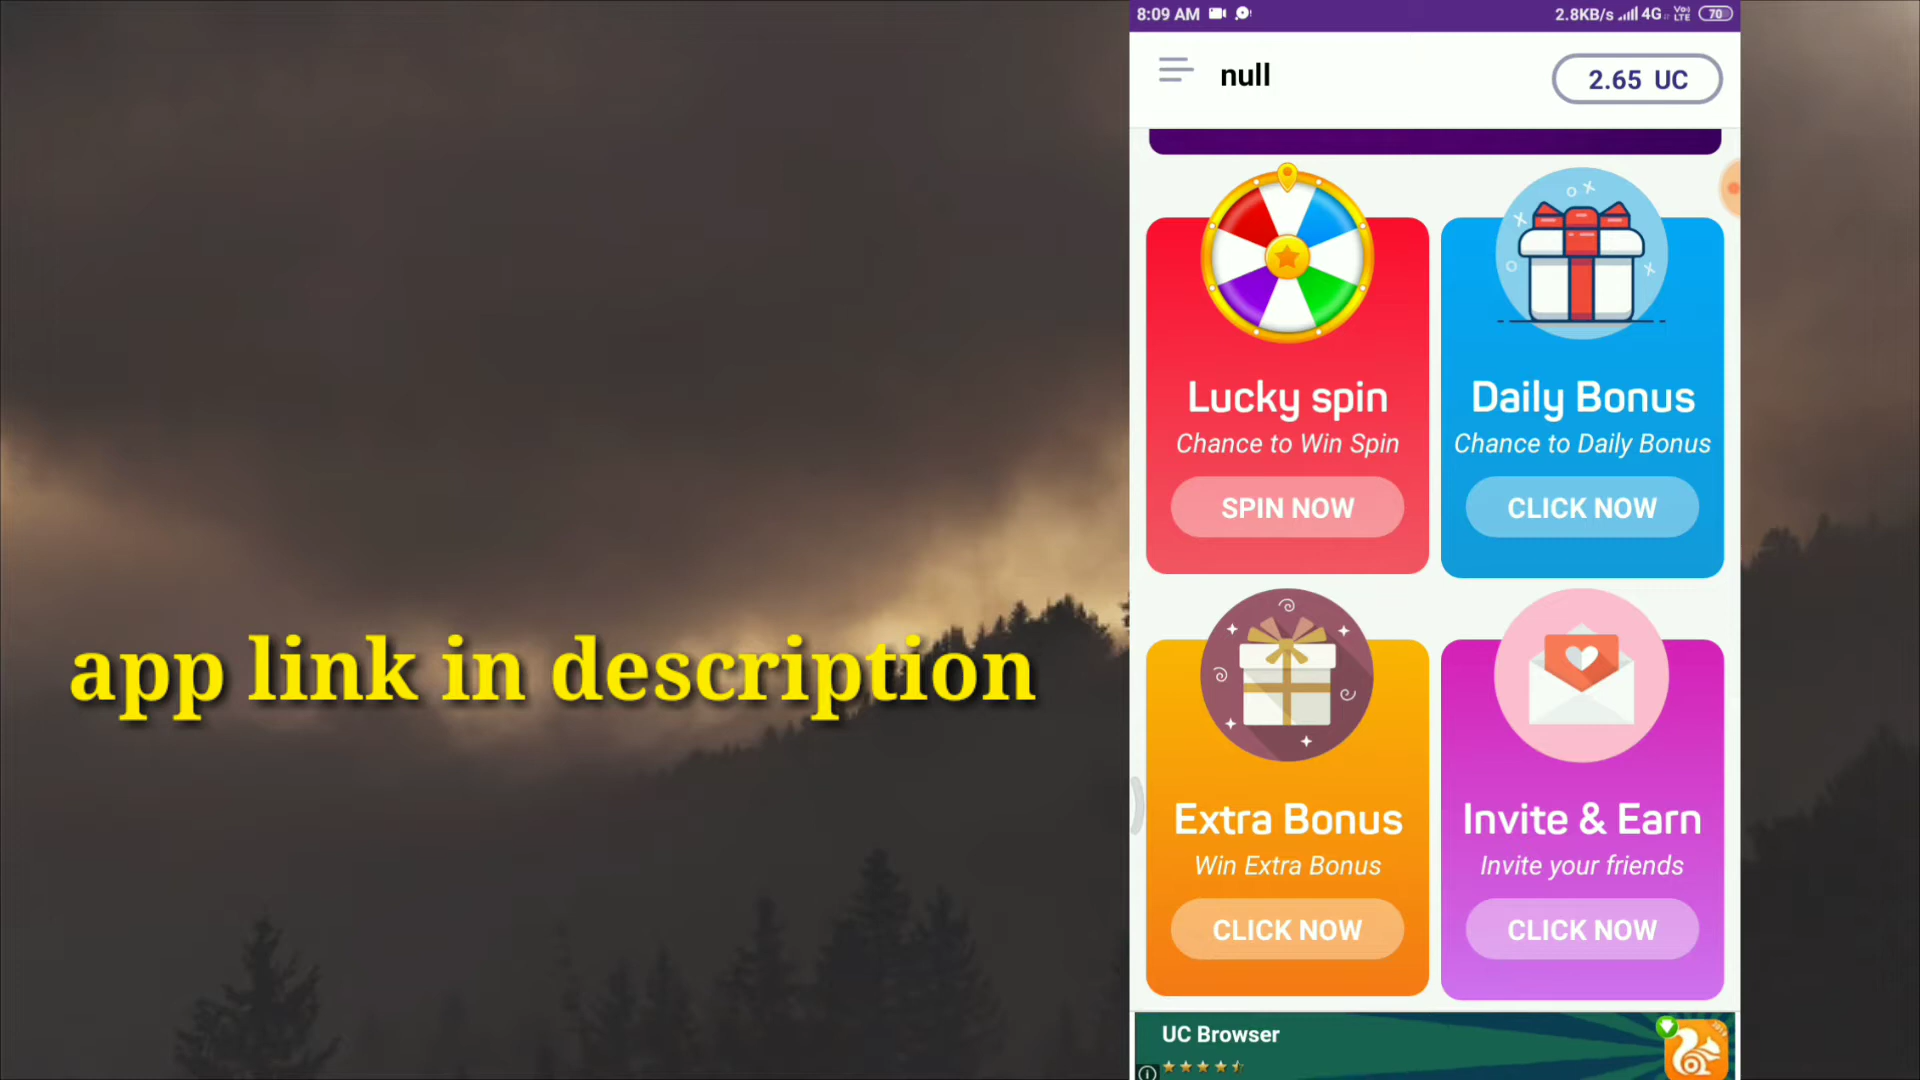 8:09 AM 2.8KB/s 4G Vo) LTE 70
null 2.65 UC
Lucky spin
Chance to Win Spin
SPIN NOW
Daily Bonus
Chance to Daily Bonus
CLICK NOW
app link in description
Extra Bonus
Win Extra Bonus
CLICK NOW
Invite & Earn
Invite your friends
CLICK NOW
UC Browser